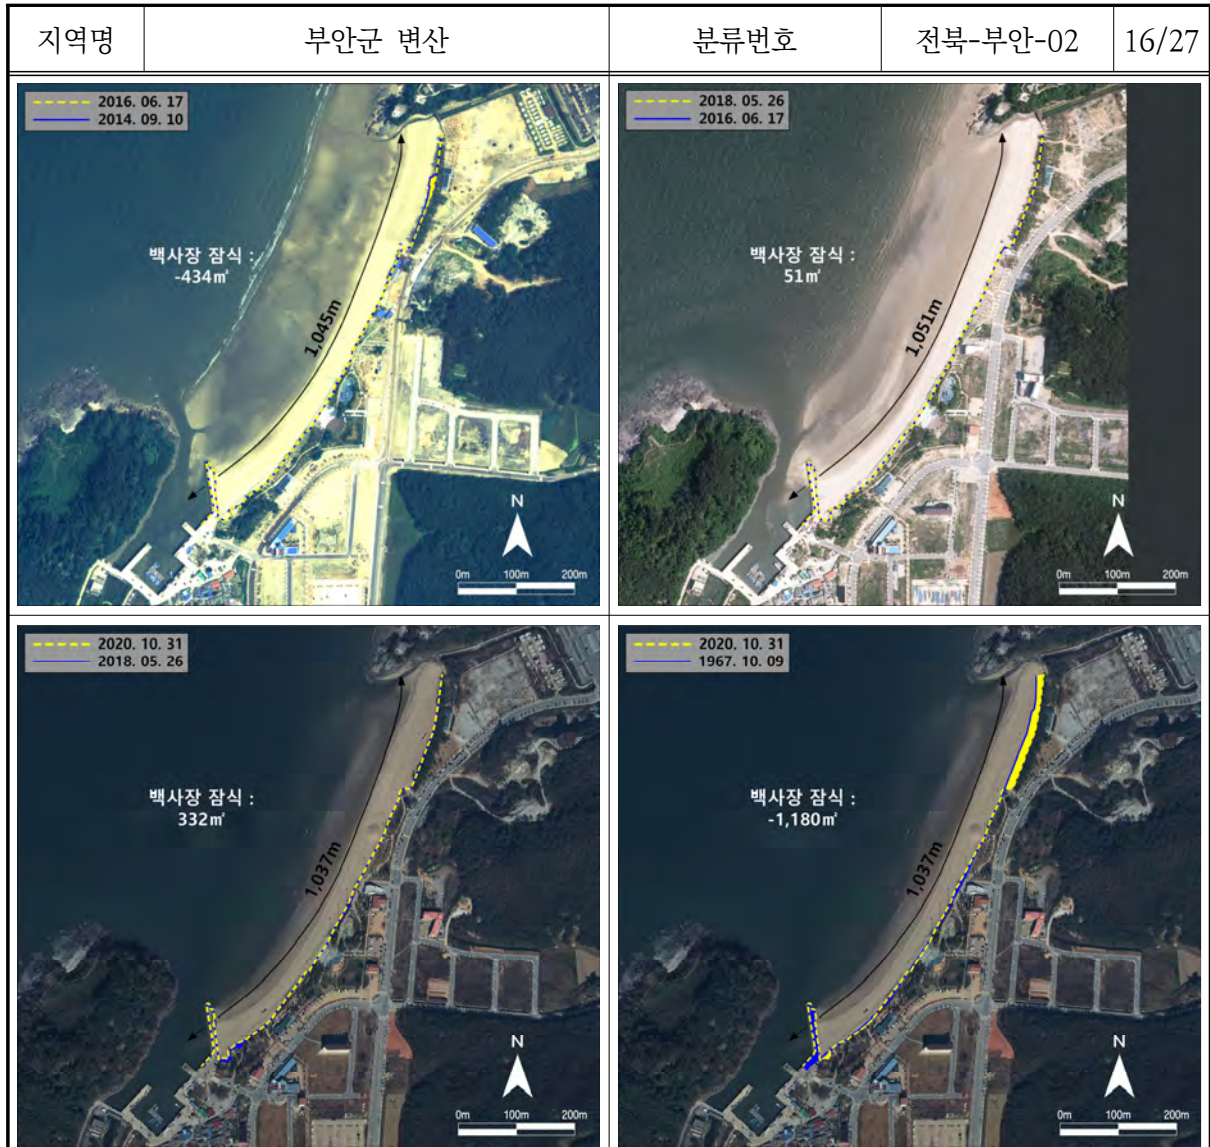 지역명 부안군 변산 분류번호 전북-부안-02 16/27
2016. 06. 17
2014. 09. 10
백사장 잠식 :
-434㎡
1,045m
N
0m 100m 200m
2018. 05. 26
2016. 06. 17
백사장 잠식 :
51㎡
1,051m
N
0m 100m 200m
2020. 10. 31
2018. 05. 26
백사장 잠식 :
332㎡
1,037m
N
0m 100m 200m
2020. 10. 31
1967. 10. 09
백사장 잠식 :
-1,180㎡
1,037m
N
0m 100m 200m